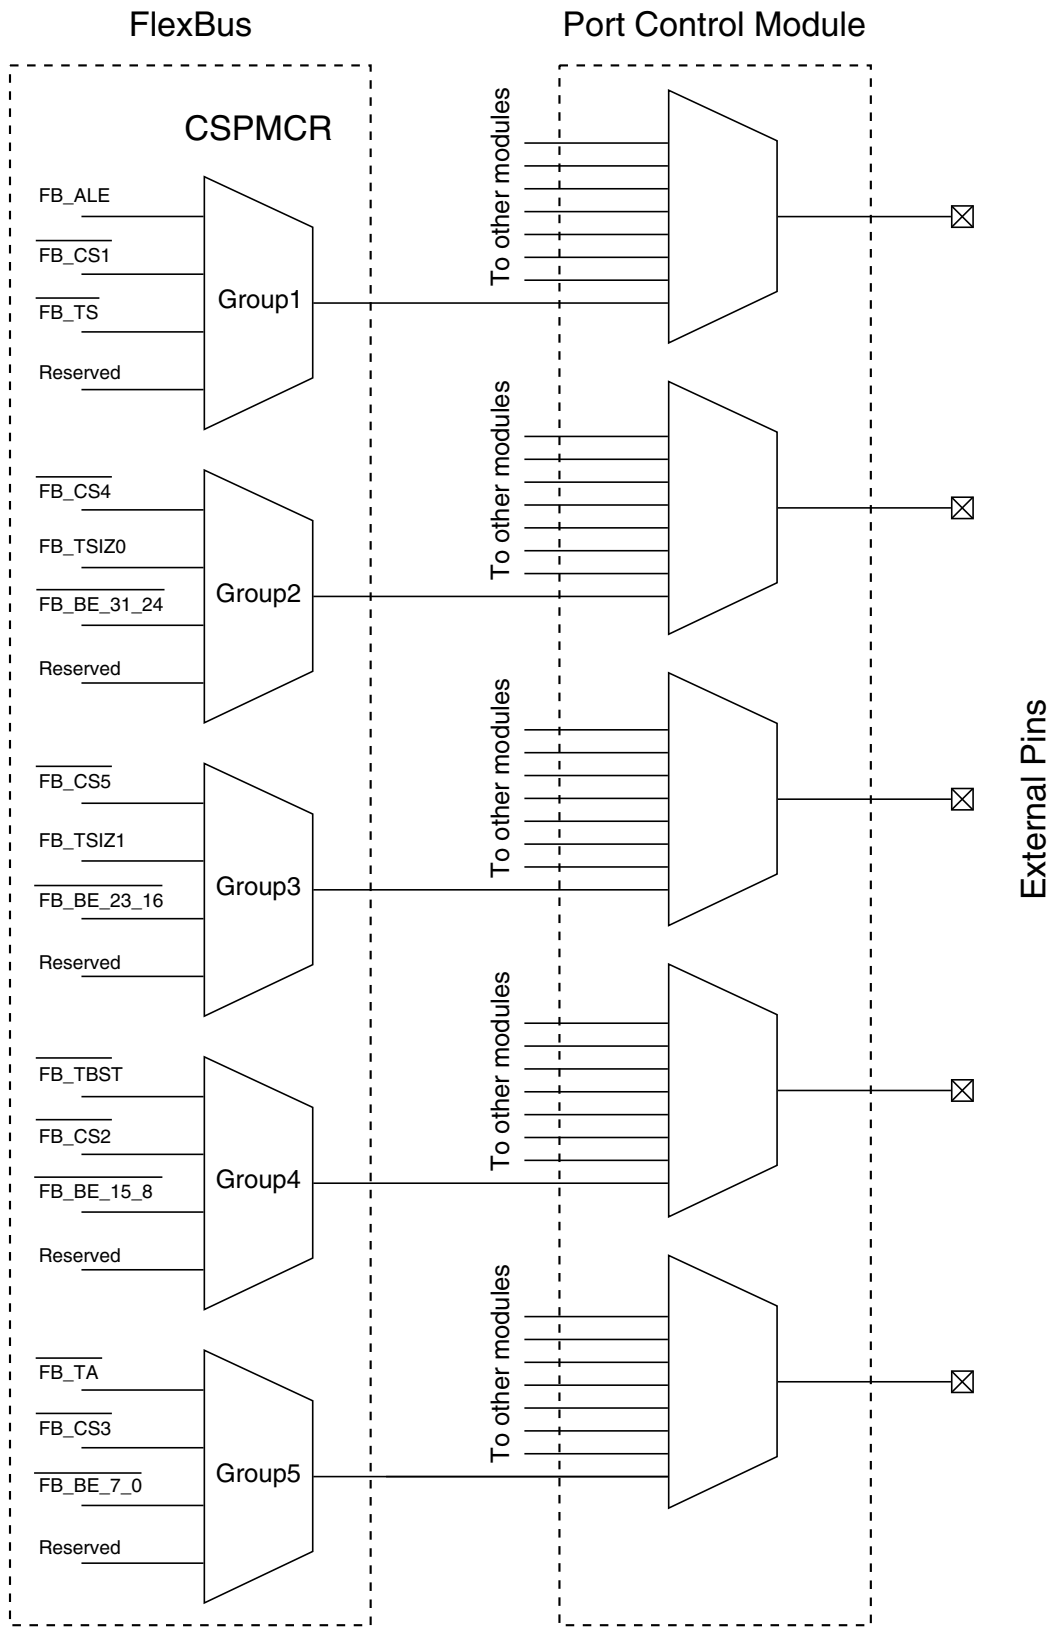 FlexBus
Port Control Module
CSPMCR
FB_ALE
FB_CS1
FB_TS
Reserved
Group1
To other modules
FB_CS4
FB_TSIZ0
FB_BE_31_24
Reserved
Group2
To other modules
FB_CS5
FB_TSIZ1
FB_BE_23_16
Reserved
Group3
To other modules
External Pins
FB_TBST
FB_CS2
FB_BE_15_8
Reserved
Group4
To other modules
FB_TA
FB_CS3
FB_BE_7_0
Reserved
Group5
To other modules